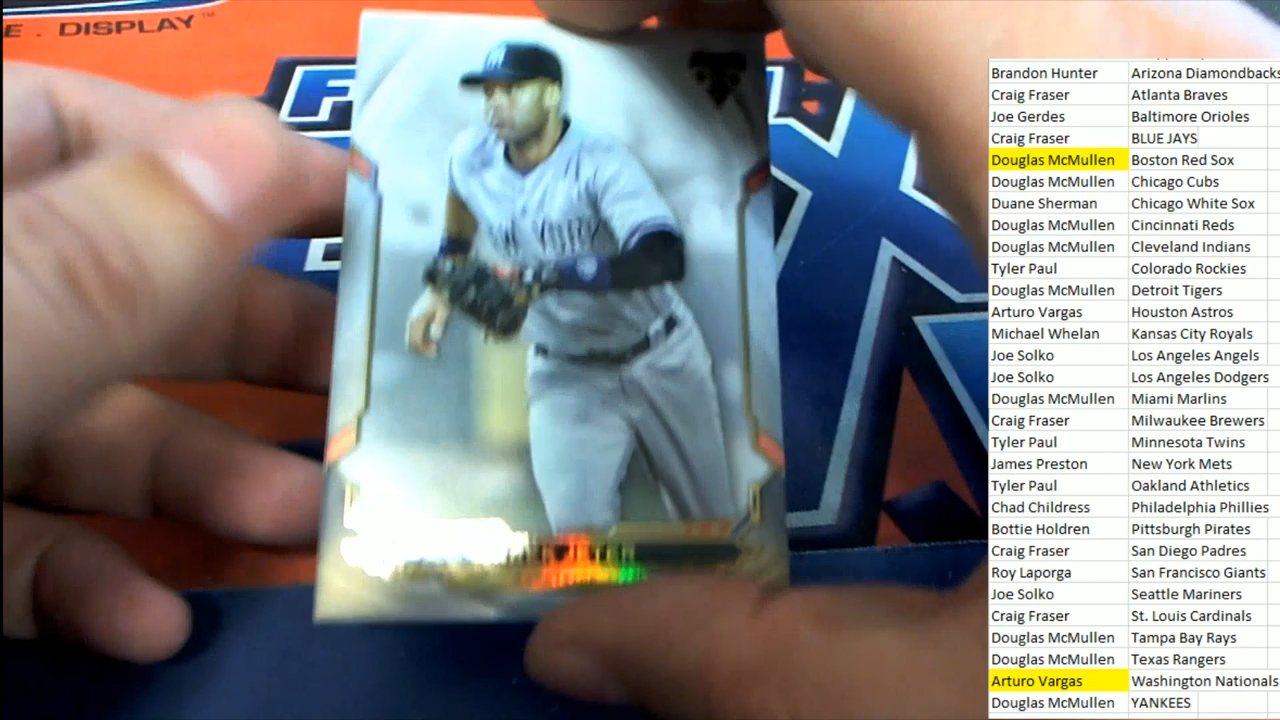 E. DISPLAY™
NEW YORK
Brandon Hunter Arizona Diamondbacks
Craig Fraser Atlanta Braves
Joe Gerdes Baltimore Orioles
Craig Fraser BLUE JAYS
Douglas McMullen Boston Red Sox
Douglas McMullen Chicago Cubs
Duane Sherman Chicago White Sox
Douglas McMullen Cincinnati Reds
Douglas McMullen Cleveland Indians
Tyler Paul Colorado Rockies
Douglas McMullen Detroit Tigers
Arturo Vargas Houston Astros
Michael Whelan Kansas City Royals
Joe Solko Los Angeles Angels
Joe Solko Los Angeles Dodgers
Douglas McMullen Miami Marlins
Craig Fraser Milwaukee Brewers
Tyler Paul Minnesota Twins
James Preston New York Mets
Tyler Paul Oakland Athletics
Chad Childress Philadelphia Phillies
Bottie Holdren Pittsburgh Pirates
Craig Fraser San Diego Padres
Roy Laporga San Francisco Giants
Joe Solko Seattle Mariners
Craig Fraser St. Louis Cardinals
Douglas McMullen Tampa Bay Rays
Douglas McMullen Texas Rangers
Arturo Vargas Washington Nationals
Douglas McMullen YANKEES